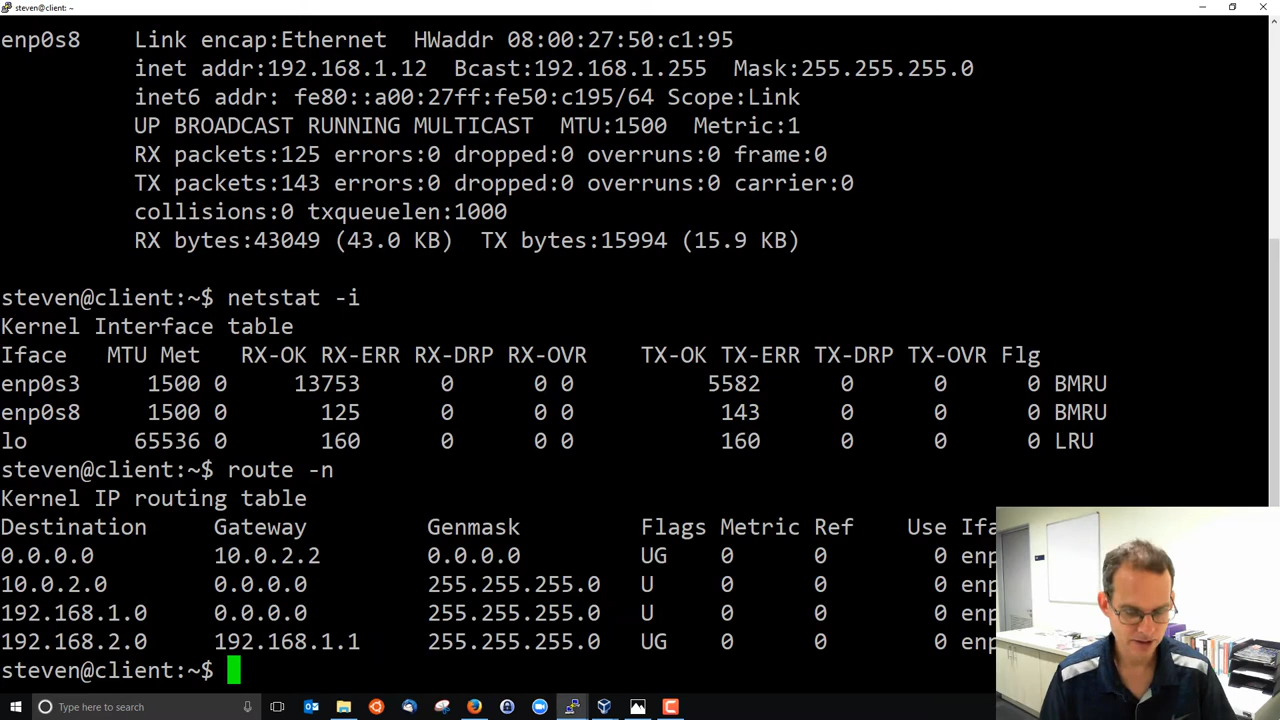 steven@client: ~
enp0s8 Link encap:Ethernet HWaddr 08:00:27:50:c1:95
inet addr:192.168.1.12 Bcast:192.168.1.255 Mask:255.255.255.0
inet6 addr: fe80::a00:27ff:fe50:c195/64 Scope:Link
UP BROADCAST RUNNING MULTICAST MTU:1500 Metric:1
RX packets:125 errors:0 dropped:0 overruns:0 frame:0
TX packets:143 errors:0 dropped:0 overruns:0 carrier:0
collisions:0 txqueuelen:1000
RX bytes:43049 (43.0 KB) TX bytes:15994 (15.9 KB)
steven@client:~$ netstat -i
Kernel Interface table
Iface MTU Met RX-OK RX-ERR RX-DRP RX-OVR TX-OK TX-ERR TX-DRP TX-OVR Flg
enp0s3 1500 0 13753 0 0 0 5582 0 0 0 BMRU
enp0s8 1500 0 125 0 0 0 143 0 0 0 BMRU
lo 65536 0 160 0 0 0 160 0 0 0 LRU
steven@client:~$ route -n
Kernel IP routing table
Destination Gateway Genmask Flags Metric Ref Use Ifa
0.0.0.0 10.0.2.2 0.0.0.0 UG 0 0 0 enp
10.0.2.0 0.0.0.0 255.255.255.0 U 0 0 0 enp
192.168.1.0 0.0.0.0 255.255.255.0 U 0 0 0 enp
192.168.2.0 192.168.1.1 255.255.255.0 UG 0 0 0 enp
steven@client:~$
Type here to search